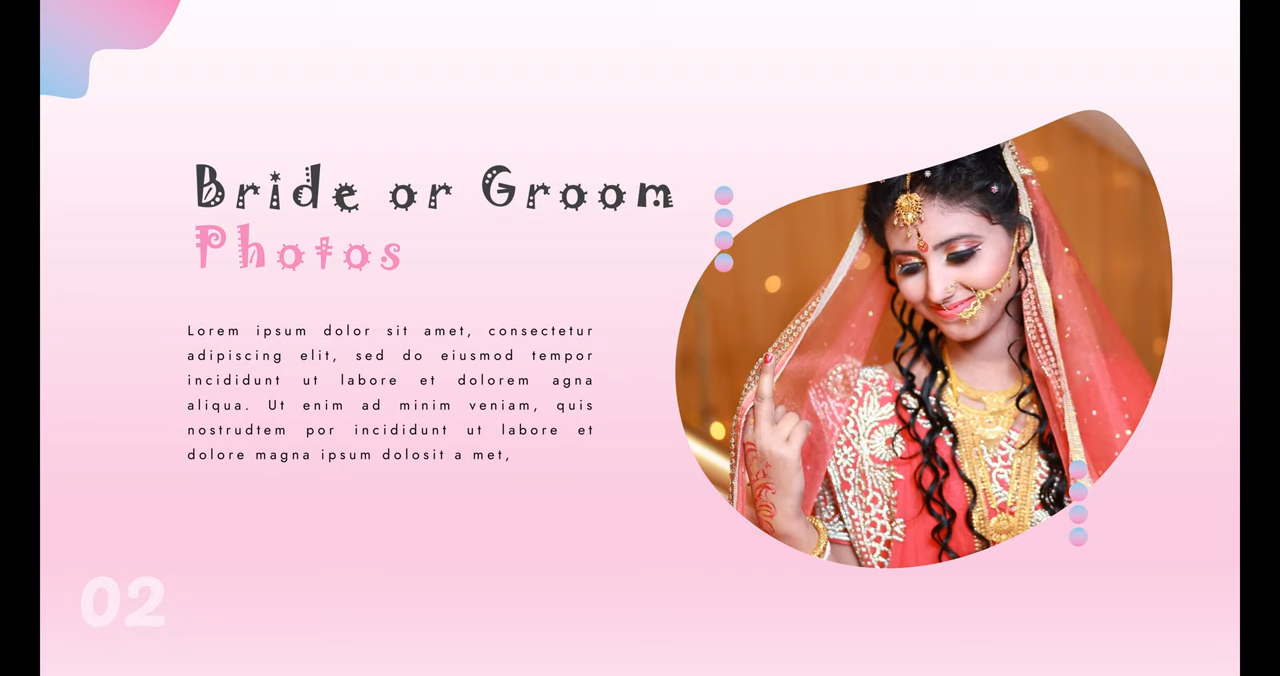 Bride or Groom
Photos
Lorem ipsum dolor sit amet, consectetur
adipiscing elit, sed do eiusmod tempor
incididunt ut labore et dolorem agna
aliqua. Ut enim ad minim veniam, quis
nostrudtem por incididunt ut labore et
dolore magna ipsum dolosit a met,
02